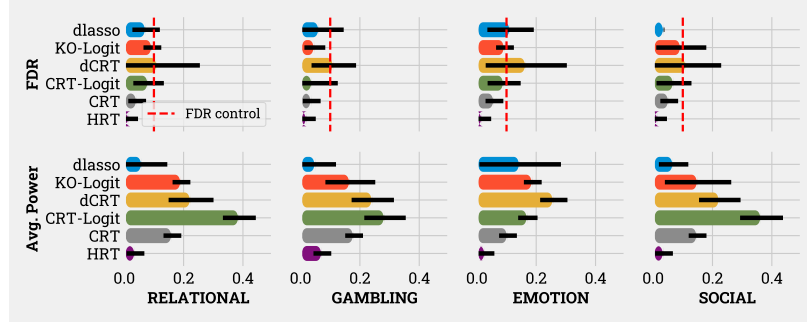 FDR
dlasso
KO-Logit
dCRT
CRT-Logit
CRT
HRT
FDR control
Avg. Power
dlasso
KO-Logit
dCRT
CRT-Logit
CRT
HRT
0.0 0.2 0.4 0.0 0.2 0.4 0.0 0.2 0.4 0.0 0.2 0.4
RELATIONAL GAMBLING EMOTION SOCIAL